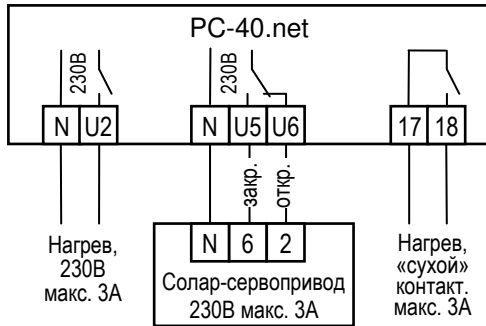 PC-40.net
230В
230В
N U2
N U5 U6
17 18
закр.
откр.
N 6 2
Солар-сервопривод
230В макс. 3А
Нагрев,
230В
макс. 3А
Нагрев,
«сухой»
контакт.
макс. 3А